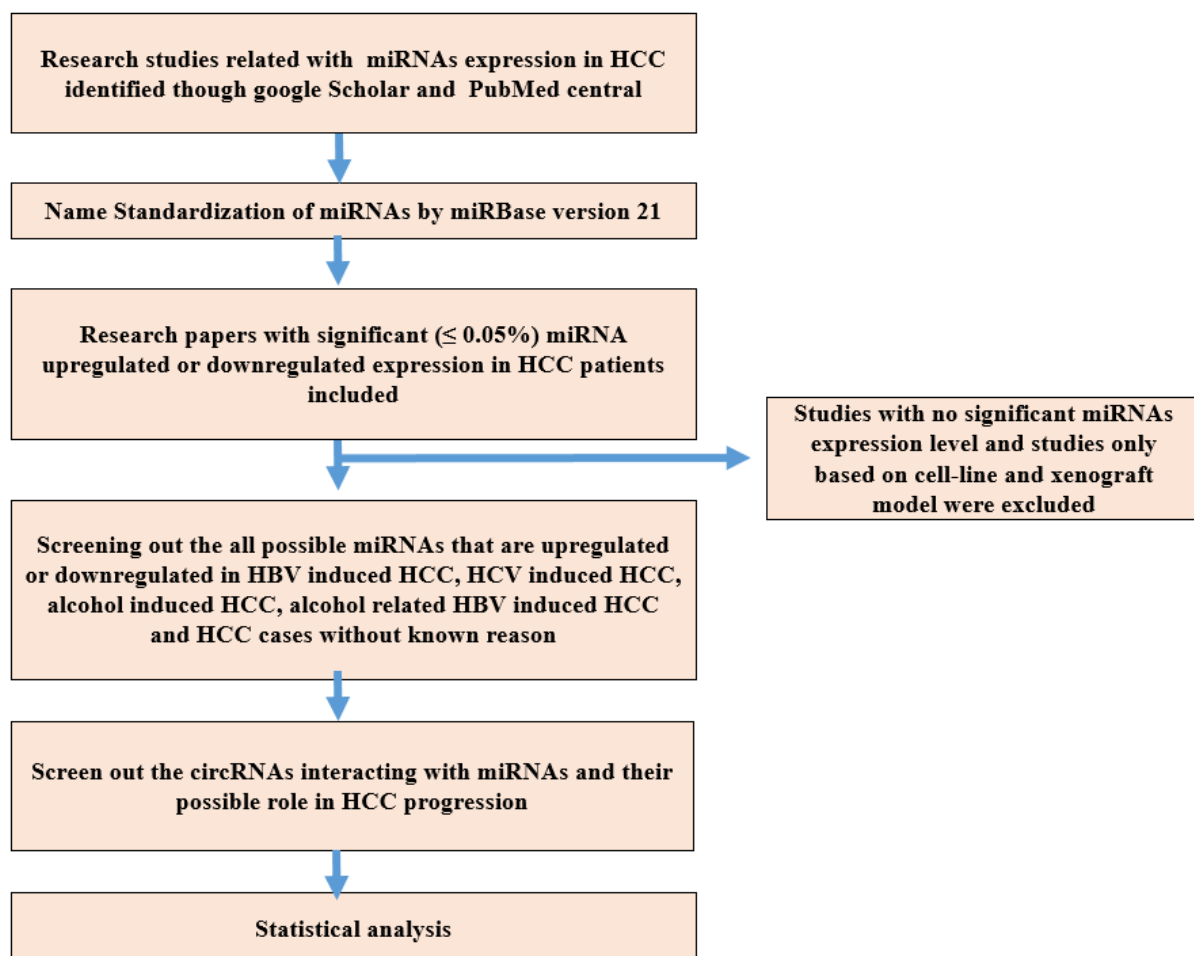 Research studies related with miRNAs expression in HCC
identified though google Scholar and PubMed central
Name Standardization of miRNAs by miRBase version 21
Research papers with significant (≤ 0.05%) miRNA
upregulated or downregulated expression in HCC patients
included
Studies with no significant miRNAs
expression level and studies only
based on cell-line and xenograft
model were excluded
Screening out the all possible miRNAs that are upregulated
or downregulated in HBV induced HCC, HCV induced HCC,
alcohol induced HCC, alcohol related HBV induced HCC
and HCC cases without known reason
Screen out the circRNAs interacting with miRNAs and their
possible role in HCC progression
Statistical analysis